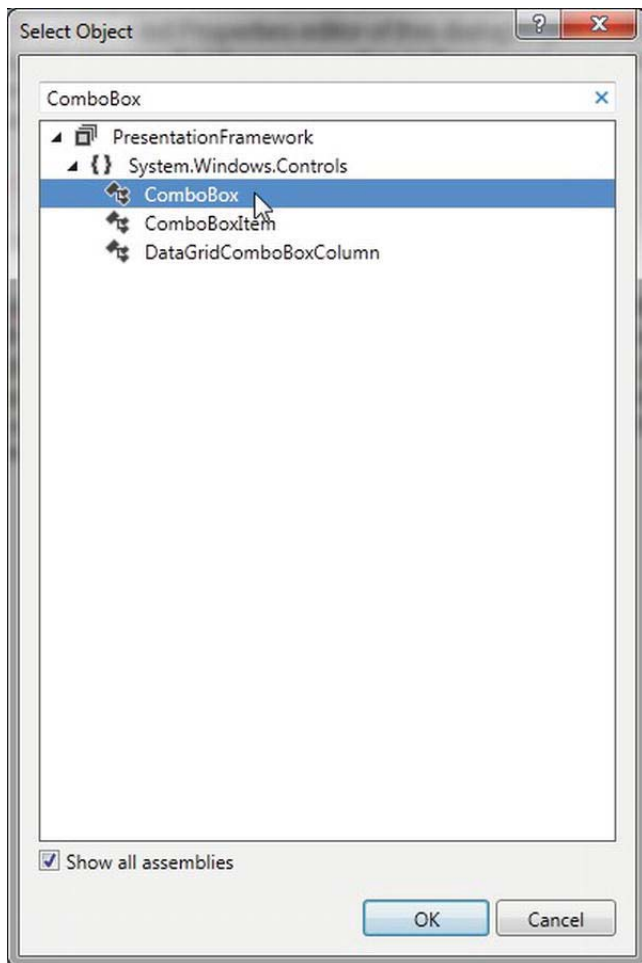 Select Object
ComboBox
PresentationFramework
{ } System.Windows.Controls
ComboBox
ComboBoxItem
DataGridComboBoxColumn
Show all assemblies
OK Cancel